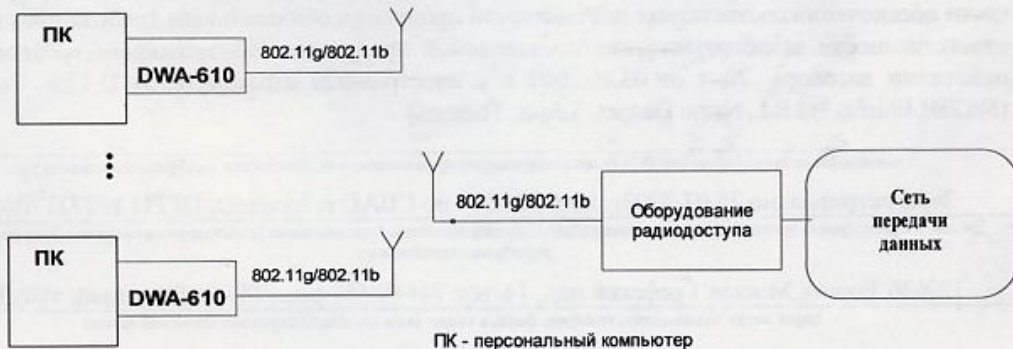 ПК
DWA-610
802.11g/802.11b
ПК
DWA-610
802.11g/802.11b
802.11g/802.11b
Оборудование
радиодоступа
Сеть
передачи
данных
ПК - персональный компьютер